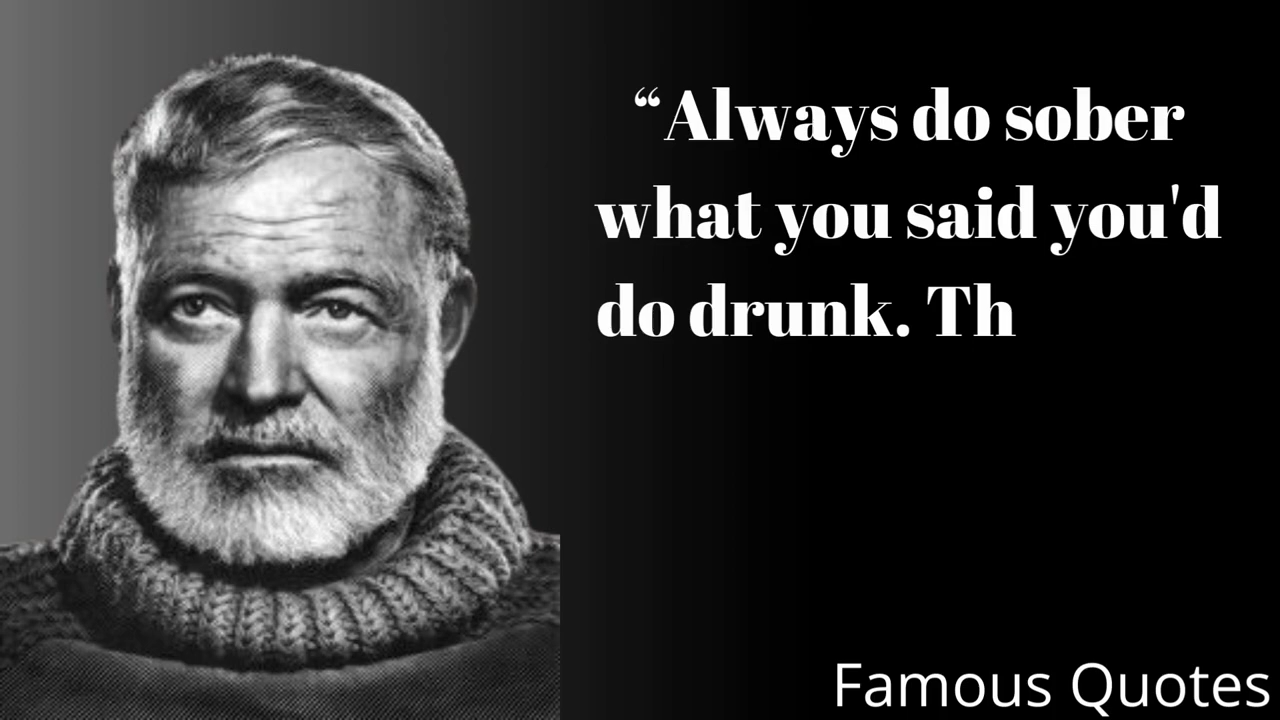 “Always do sober
what you said you'd
do drunk. Th
Famous Quotes